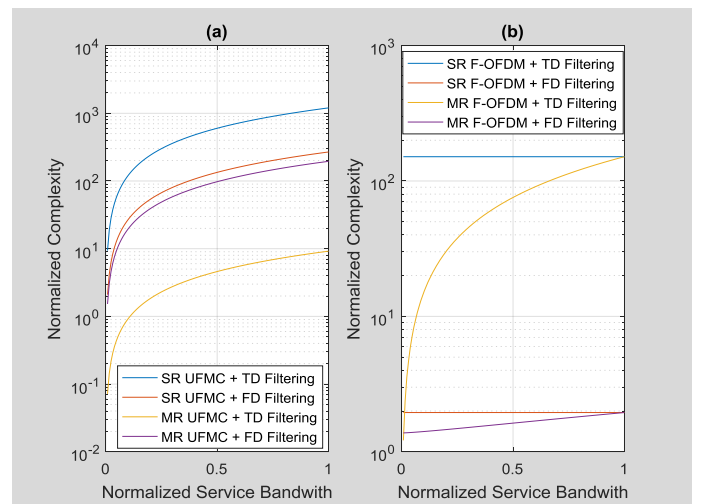 (a)
10^4
10^3
10^2
10^1
10^0
10^-1
10^-2
Normalized Complexity
SR UFMC + TD Filtering
SR UFMC + FD Filtering
MR UFMC + TD Filtering
MR UFMC + FD Filtering
0
0.5
1
Normalized Service Bandwith
(b)
10^3
10^2
10^1
10^0
Normalized Complexity
SR F-OFDM + TD Filtering
SR F-OFDM + FD Filtering
MR F-OFDM + TD Filtering
MR F-OFDM + FD Filtering
0
0.5
1
Normalized Service Bandwidth